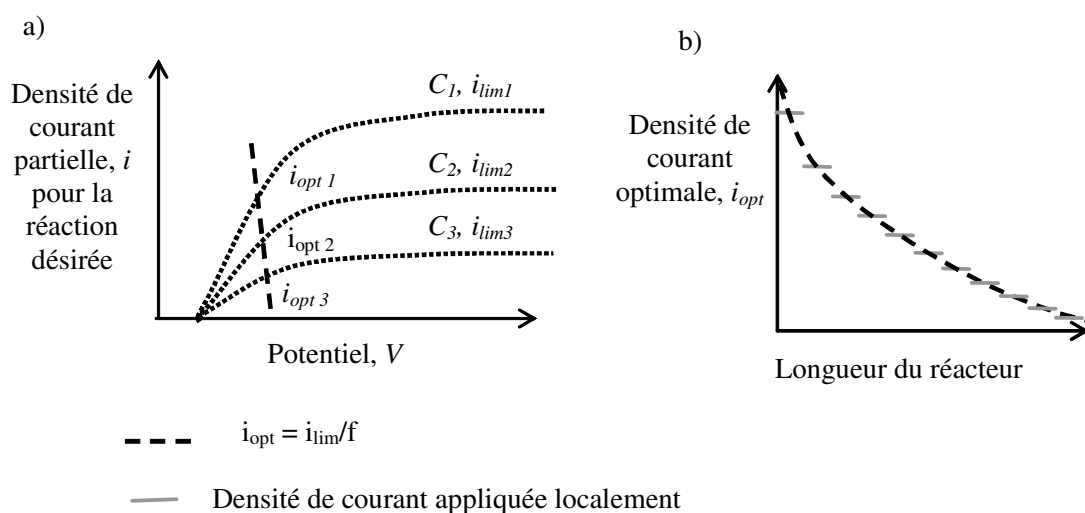 a)
Densité de
courant
partielle, i
pour la
réaction
désirée
C1, ilim1
iopt 1
C2, ilim2
iopt 2
C3, ilim3
iopt 3
Potentiel, V
b)
Densité de
courant
optimale, iopt
Longueur du réacteur
iopt = ilim/f
Densité de courant appliquée localement